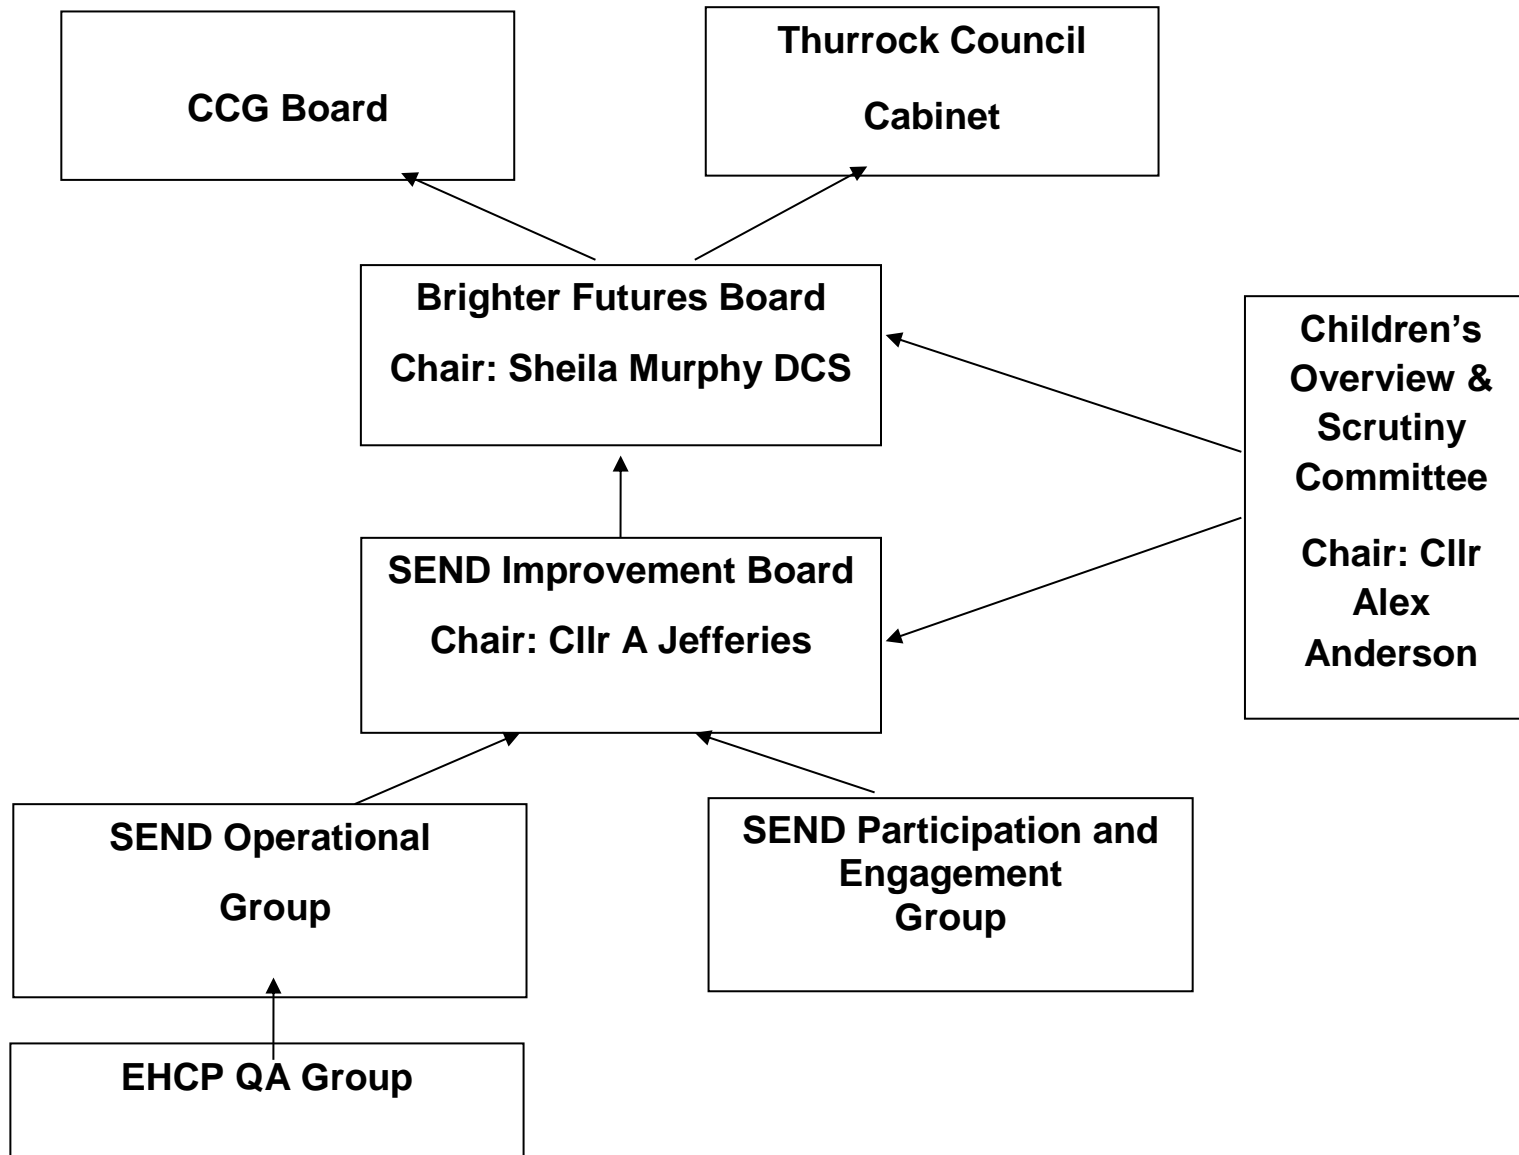 CCG Board
Thurrock Council
Cabinet
Brighter Futures Board
Chair: Sheila Murphy DCS
Children’s
Overview &
Scrutiny
Committee
Chair: Cllr
Alex
Anderson
SEND Improvement Board
Chair: Cllr A Jefferies
SEND Operational
Group
SEND Participation and
Engagement
Group
EHCP QA Group